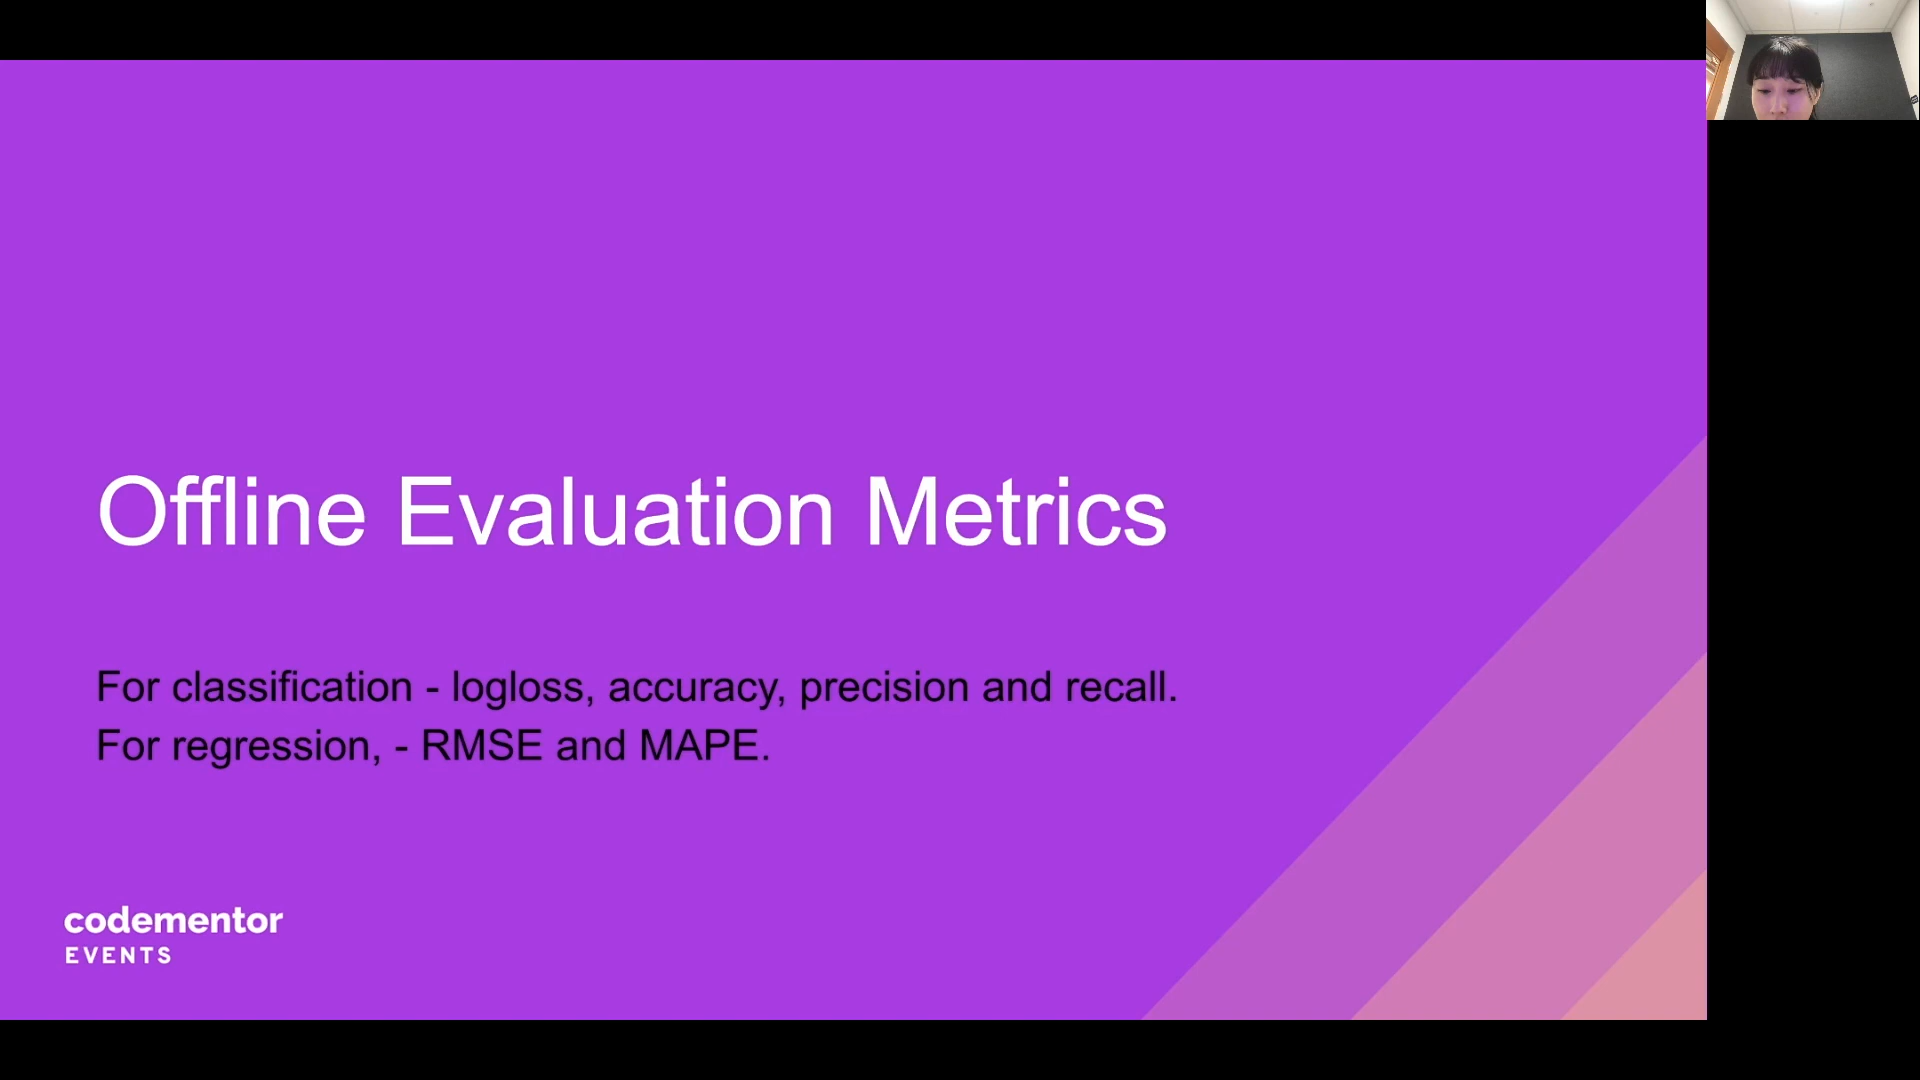 Offline Evaluation Metrics
For classification - logloss, accuracy, precision and recall.
For regression, - RMSE and MAPE.
codementor
EVENTS